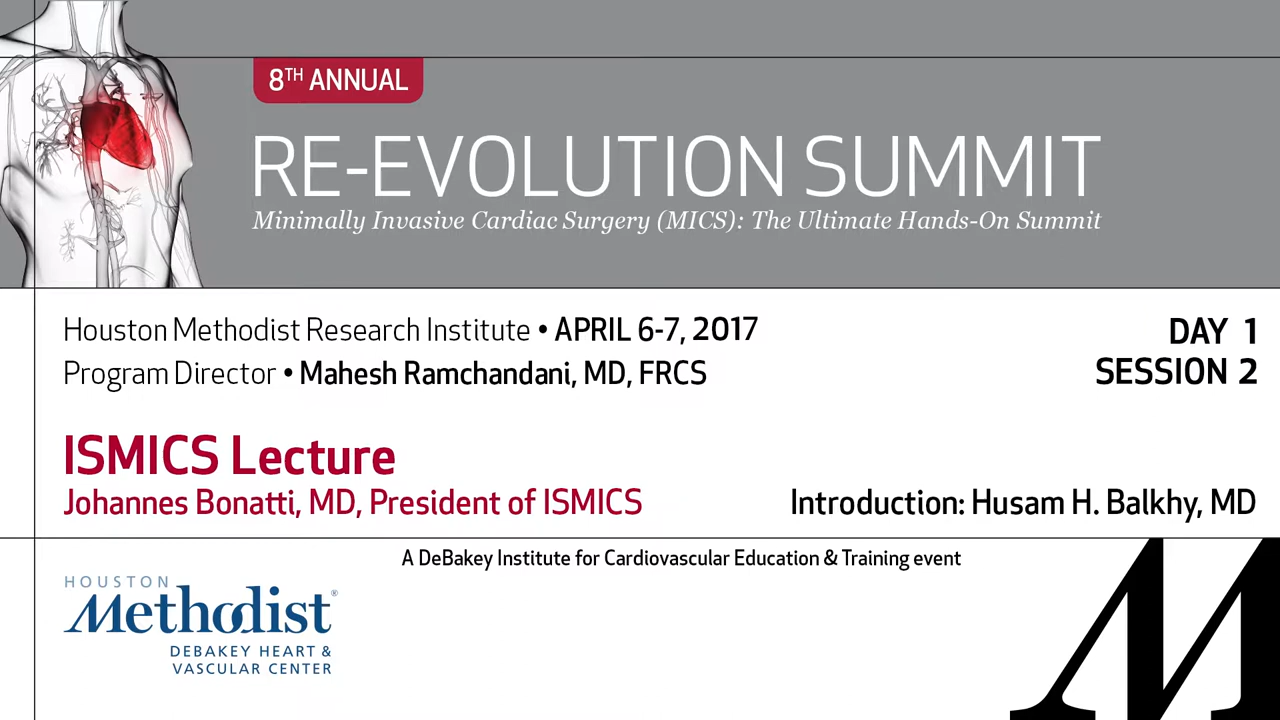 8TH ANNUAL
RE-EVOLUTION SUMMIT
Minimally Invasive Cardiac Surgery (MICS): The Ultimate Hands-On Summit
Houston Methodist Research Institute • APRIL 6-7, 2017
Program Director • Mahesh Ramchandani, MD, FRCS
DAY 1
SESSION 2
ISMICS Lecture
Johannes Bonatti, MD, President of ISMICS
Introduction: Husam H. Balkhy, MD
A DeBakey Institute for Cardiovascular Education & Training event
HOUSTON
Methodist®
DEBAKEY HEART &
VASCULAR CENTER
M